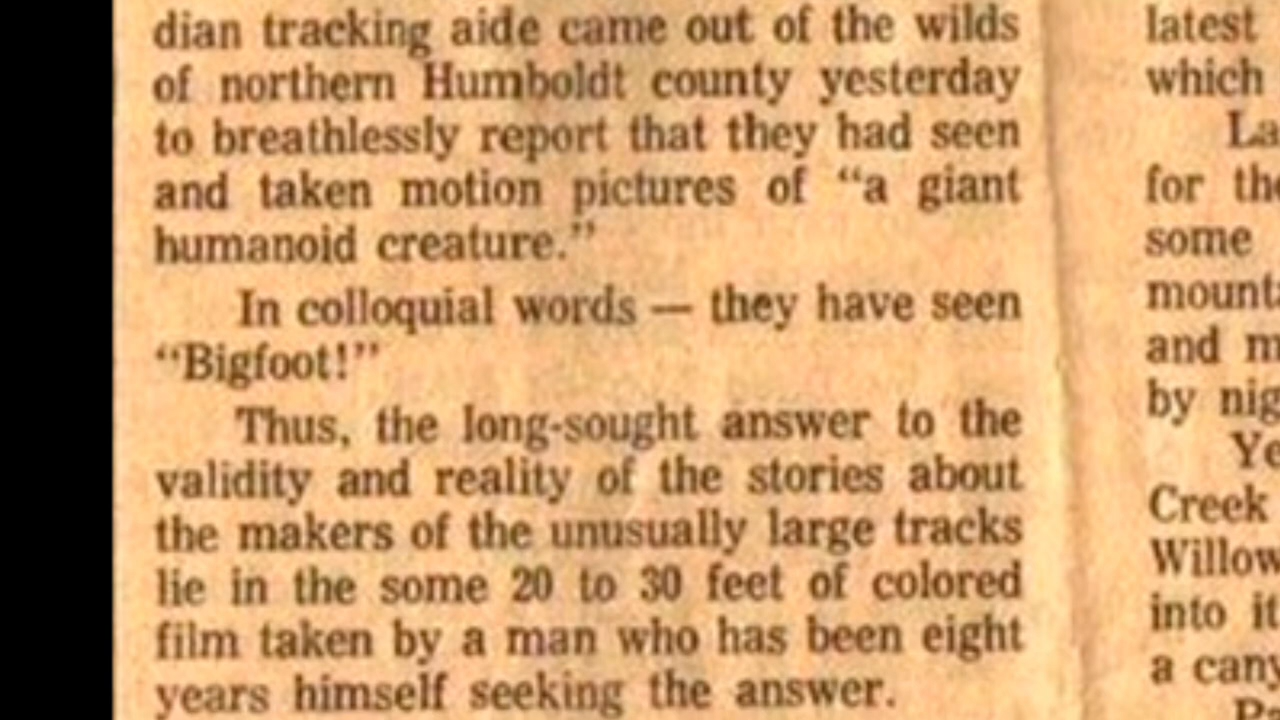 dian tracking aide came out of the wilds
of northern Humboldt county yesterday
to breathlessly report that they had seen
and taken motion pictures of “a giant
humanoid creature.”
In colloquial words — they have seen
“Bigfoot!”
Thus, the long-sought answer to the
validity and reality of the stories about
the makers of the unusually large tracks
lie in the some 20 to 30 feet of colored
film taken by a man who has been eight
years himself seeking the answer.
latest
which
La
for the
some
mount
and m
by nig
Ye
Creek
Willow
into it
a cany